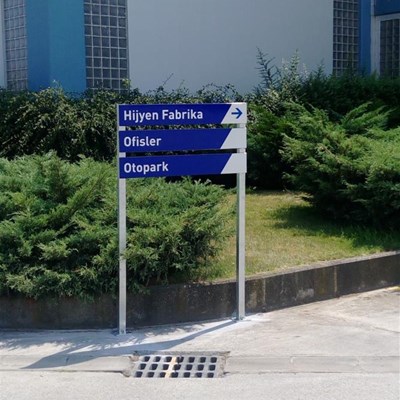 Hijyen Fabrika →
Ofisler
Otopark